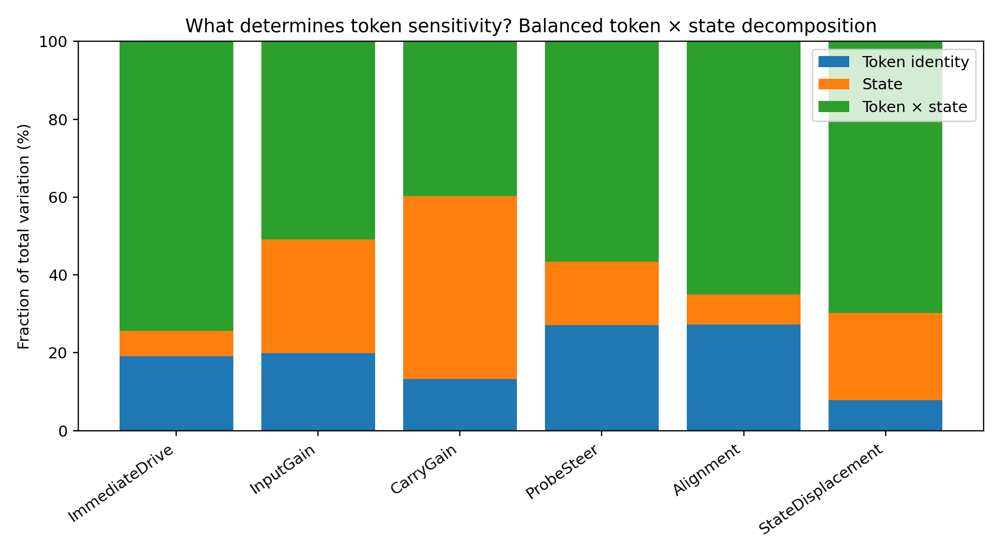 What determines token sensitivity? Balanced token × state decomposition
Fraction of total variation (%)
100
80
60
40
20
0
Token identity
State
Token × state
ImmediateDrive
InputGain
CarryGain
ProbeSteer
Alignment
StateDisplacement